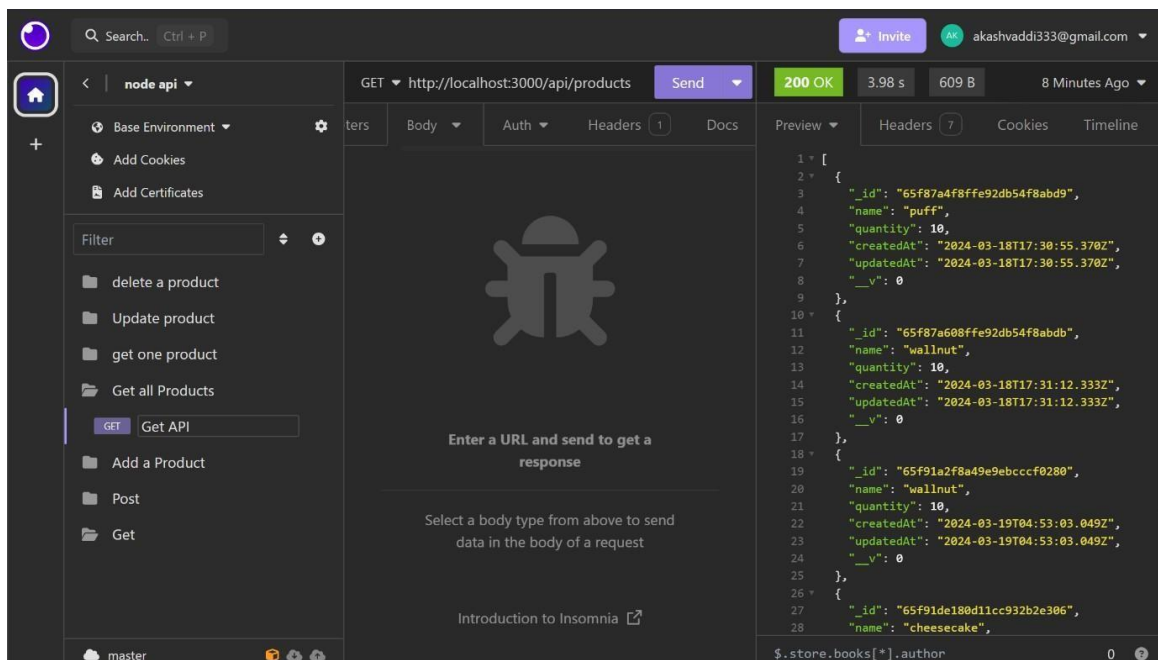 Search.. Ctrl + P
Invite
AK
akashvaddi333@gmail.com
node api
GET http://localhost:3000/api/products Send
200 OK 3.98 s 609 B 8 Minutes Ago
Base Environment
ters Body Auth Headers 1 Docs
Preview Headers 7 Cookies Timeline
Add Cookies
Add Certificates
Filter
delete a product
Update product
get one product
Get all Products
GET Get API
Add a Product
Post
Get
master
Enter a URL and send to get a
response
Select a body type from above to send
data in the body of a request
Introduction to Insomnia
1 [
2 {
3 "_id": "65f87a4f8ffe92db54f8abd9",
4 "name": "puff",
5 "quantity": 10,
6 "createdAt": "2024-03-18T17:30:55.370Z",
7 "updatedAt": "2024-03-18T17:30:55.370Z",
8 "__v": 0
9 },
10 {
11 "_id": "65f87a608ffe92db54f8abdb",
12 "name": "wallnut",
13 "quantity": 10,
14 "createdAt": "2024-03-18T17:31:12.333Z",
15 "updatedAt": "2024-03-18T17:31:12.333Z",
16 "__v": 0
17 },
18 {
19 "_id": "65f91a2f8a49e9ebcccf0280",
20 "name": "wallnut",
21 "quantity": 10,
22 "createdAt": "2024-03-19T04:53:03.049Z",
23 "updatedAt": "2024-03-19T04:53:03.049Z",
24 "__v": 0
25 },
26 {
27 "_id": "65f91de180d11cc932b2e306",
28 "name": "cheesecake",
$.store.books[*].author 0